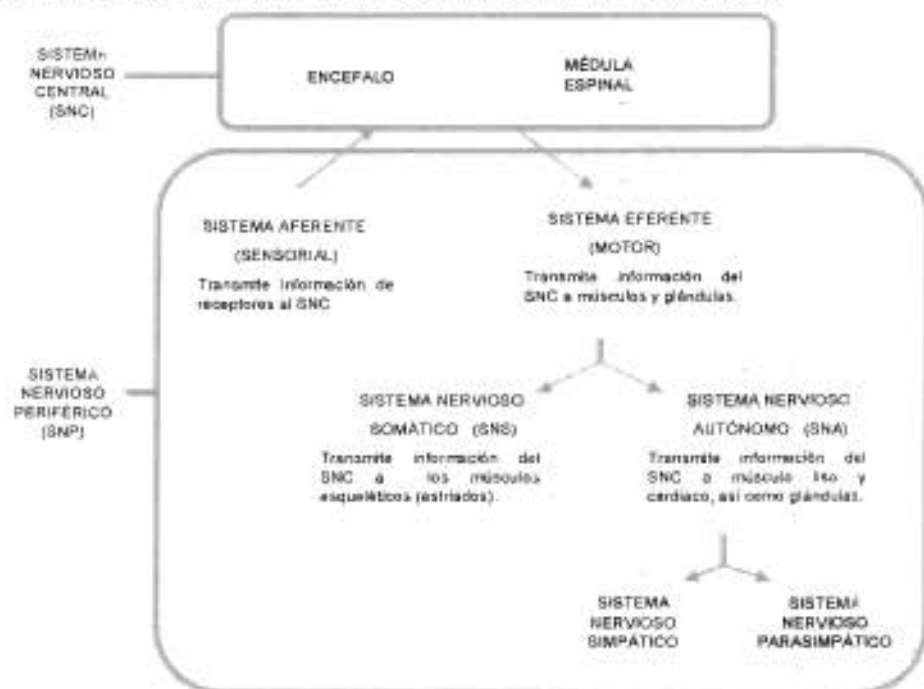 SISTEMA
NERVIOSO
CENTRAL
(SNC)
ENCEFALO
MÉDULA
ESPINAL
SISTEMA AFERENTE
(SENSORIAL)
Transmite información de
receptores al SNC
SISTEMA EFERENTE
(MOTOR)
Transmite información del
SNC a músculos y glándulas.
SISTEMA
NERVIOSO
PERIFÉRICO
(SNP)
SISTEMA NERVIOSO
SOMÁTICO (SNS)
Transmite información del
SNC a los músculos
esqueléticos (estriados).
SISTEMA NERVIOSO
AUTÓNOMO (SNA)
Transmite información del
SNC a músculo liso y
cardiaco, así como glándulas.
SISTEMA
NERVIOSO
SIMPÁTICO
SISTEMA
NERVIOSO
PARASIMPÁTICO